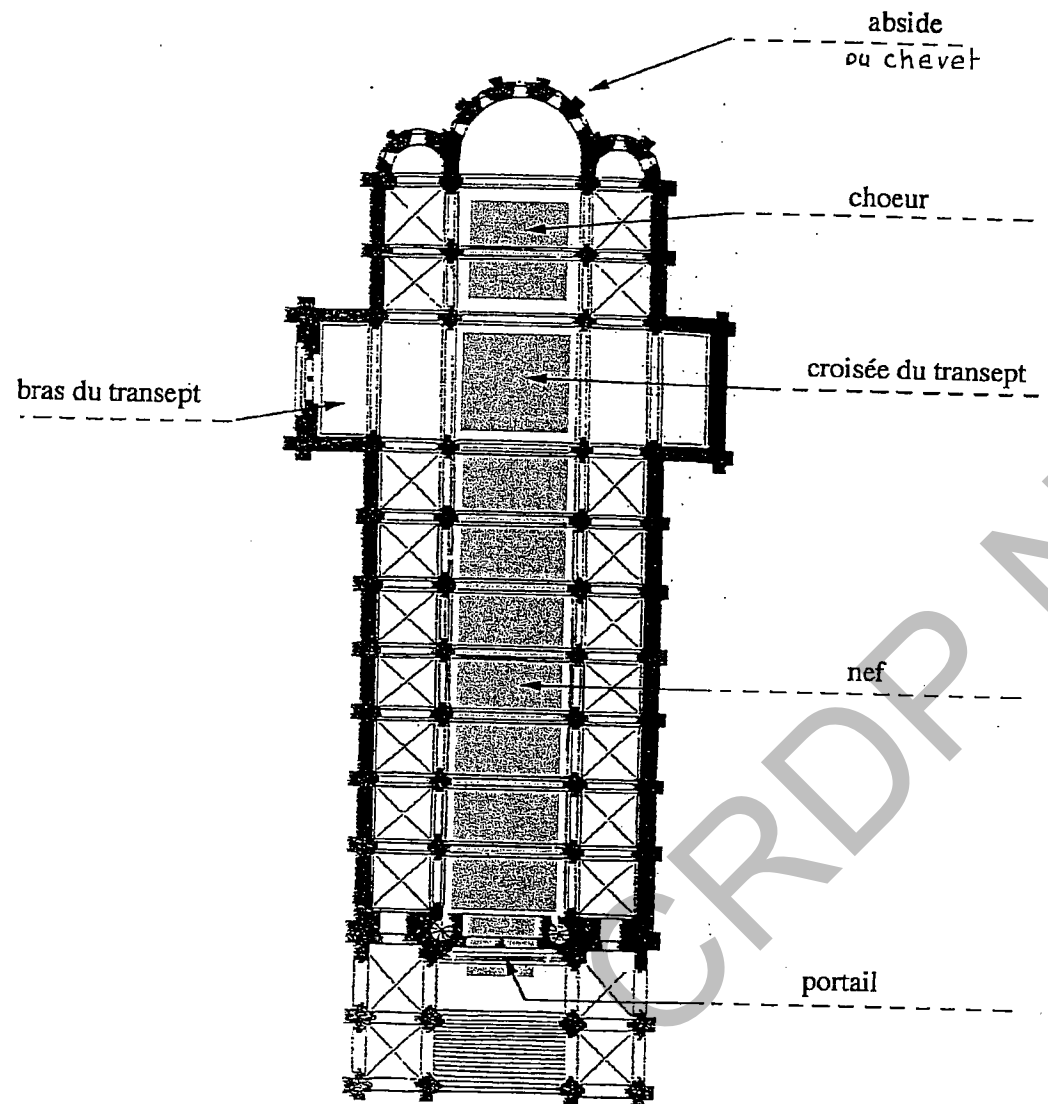 abside
ou chevet
choeur
croisée du transept
bras du transept
nef
portail
CRDP